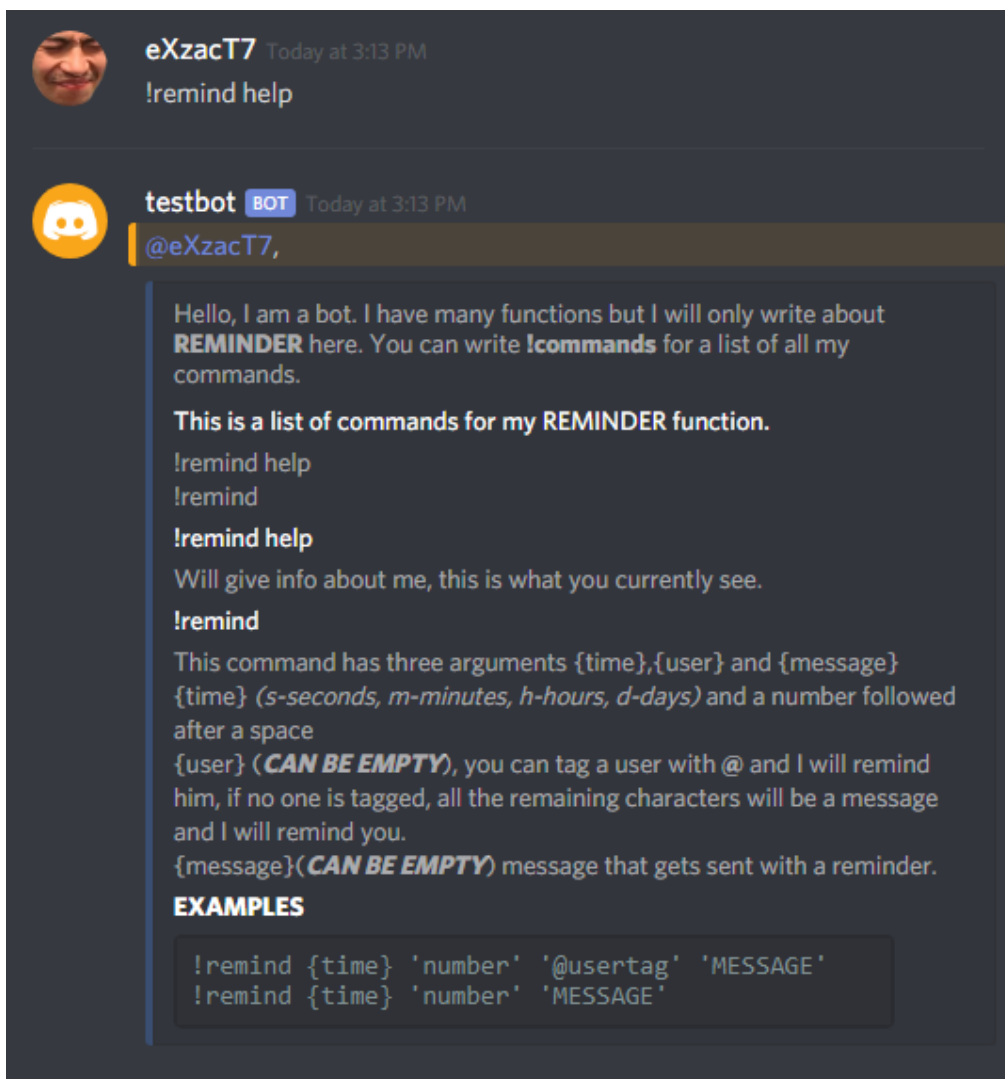 eXzacT7 Today at 3:13 PM
!remind help
testbot BOT Today at 3:13 PM
@eXzacT7,
Hello, I am a bot. I have many functions but I will only write about
REMINDER here. You can write !commands for a list of all my
commands.
This is a list of commands for my REMINDER function.
!remind help
!remind
!remind help
Will give info about me, this is what you currently see.
!remind
This command has three arguments {time},{user} and {message}
{time} (s-seconds, m-minutes, h-hours, d-days) and a number followed
after a space
{user} (CAN BE EMPTY), you can tag a user with @ and I will remind
him, if no one is tagged, all the remaining characters will be a message
and I will remind you.
{message}(CAN BE EMPTY) message that gets sent with a reminder.
EXAMPLES
!remind {time} 'number' '@usertag' 'MESSAGE'
!remind {time} 'number' 'MESSAGE'